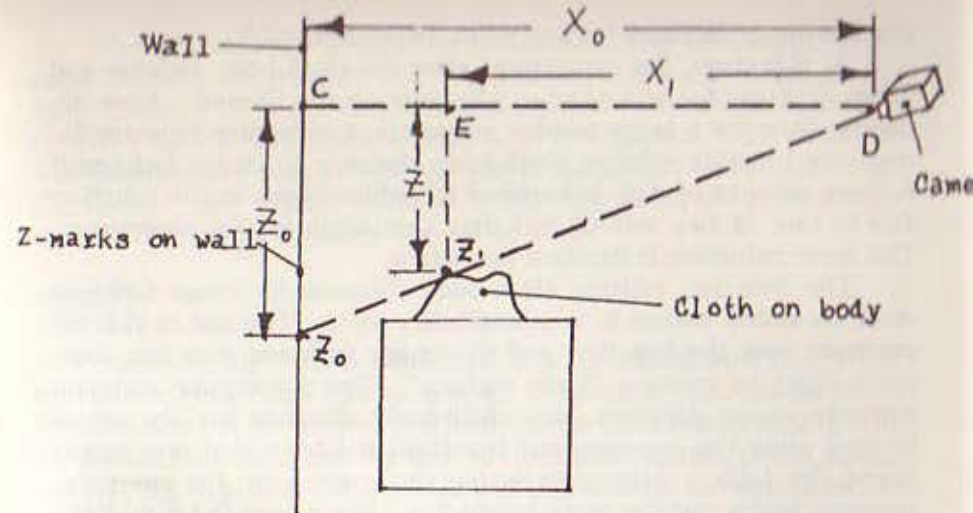 X₀
Wall
X₁
C
E
D
Z₁
Came
Z₀
Z-marks on wall
Z₁
Cloth on body
Z₀